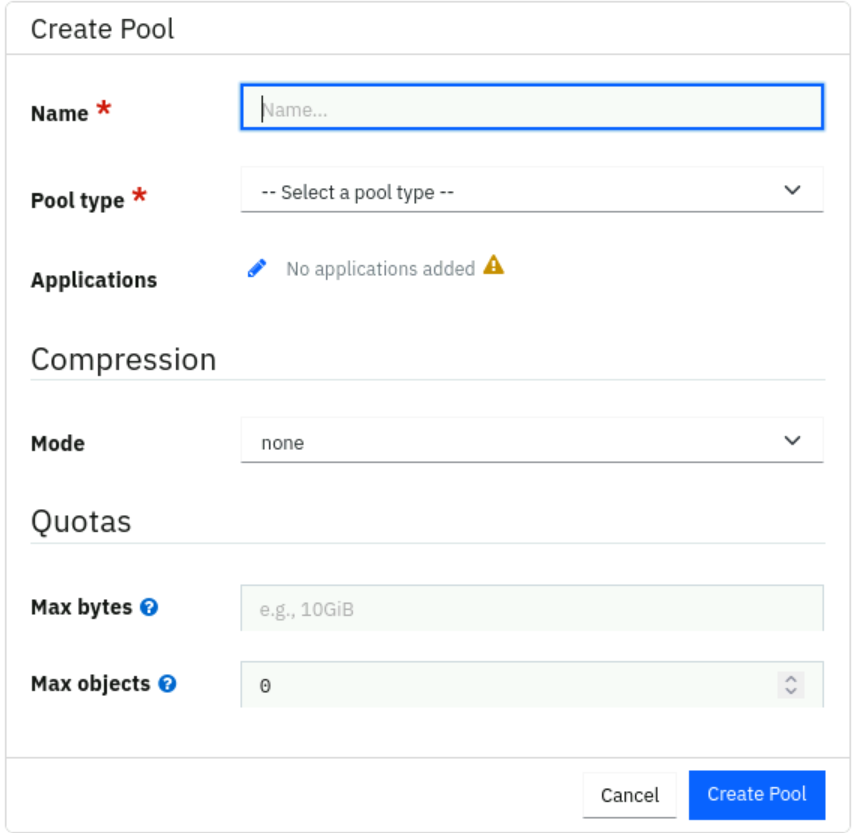 Create Pool
Name *
Name...
Pool type *
-- Select a pool type --
Applications
No applications added
Compression
Mode
none
Quotas
Max bytes ?
e.g., 10GiB
Max objects ?
0
Cancel
Create Pool